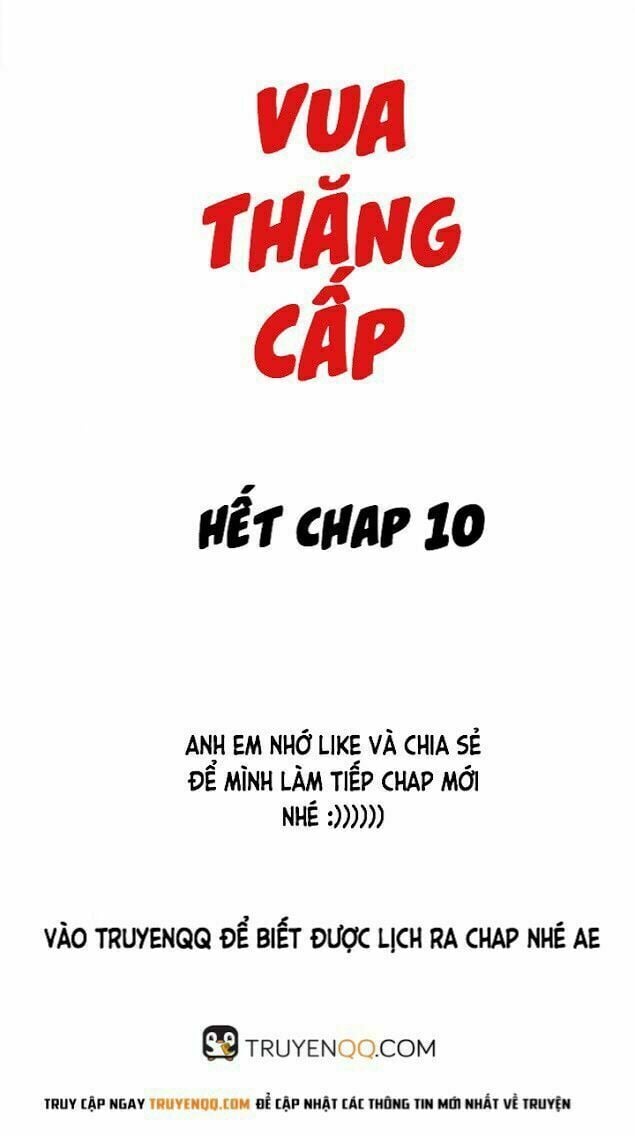 VUA
THĂNG
CẤP
HẾT CHAP 10
ANH EM NHỚ LIKE VÀ CHIA SẺ
ĐỂ MÌNH LÀM TIẾP CHAP MỚI
NHÉ :))))))
VÀO TRUYENQQ ĐỂ BIẾT ĐƯỢC LỊCH RA CHAP NHÉ AE
TRUYENQQ.COM
TRUY CẬP NGAY TRUYENQQ.COM ĐỂ CẬP NHẬT CÁC THÔNG TIN MỚI NHẤT VỀ TRUYỆN